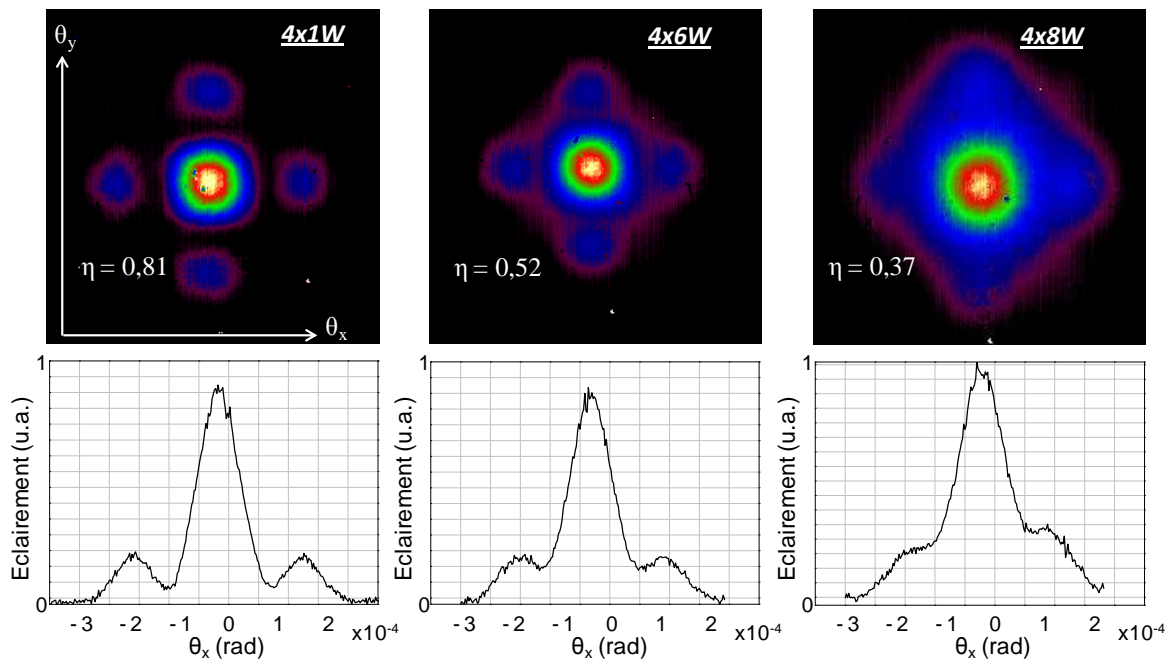 4x1W
4x6W
4x8W
θy
η = 0,81
η = 0,52
η = 0,37
θx
1
1
1
Eclairement (u.a.)
Eclairement (u.a.)
Eclairement (u.a.)
0
0
0
- 3 - 2 - 1 0 1 2 x10-4
- 3 - 2 - 1 0 1 2 x10-4
- 3 - 2 - 1 0 1 2 x10-4
θx (rad)
θx (rad)
θx (rad)